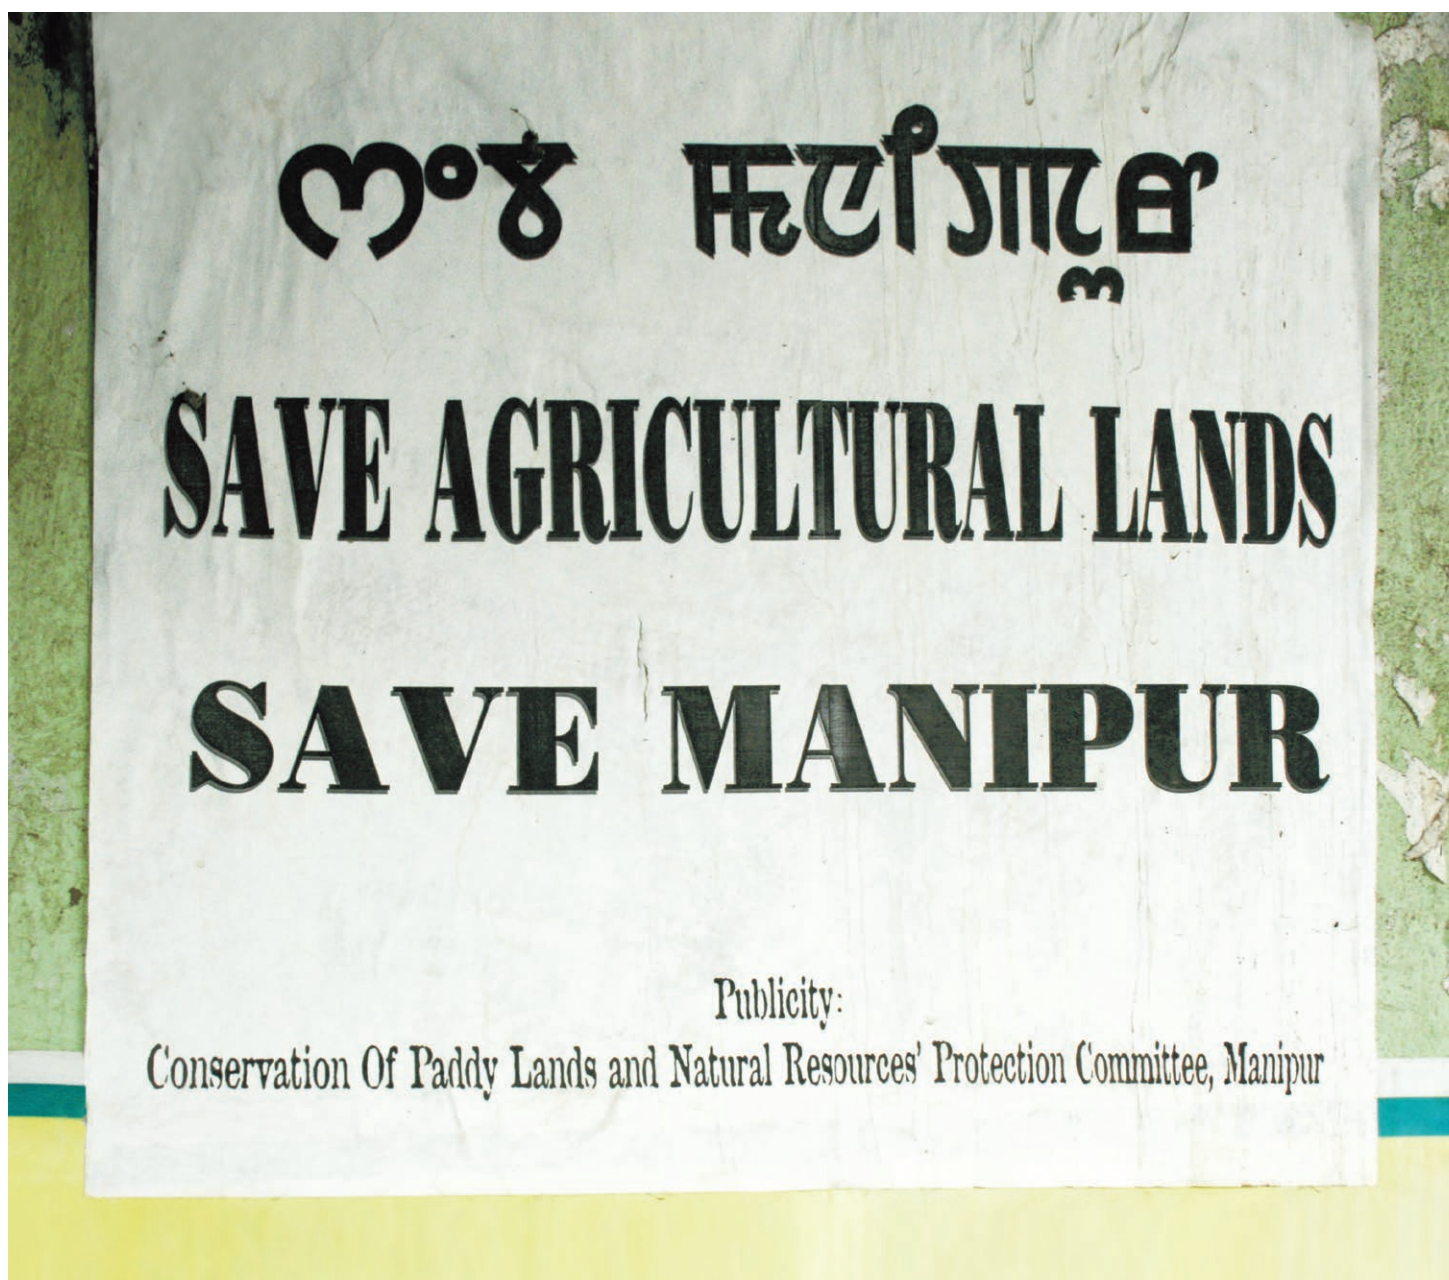 SAVE AGRICULTURAL LANDS
SAVE MANIPUR
Publicity:
Conservation Of Paddy Lands and Natural Resources' Protection Committee, Manipur